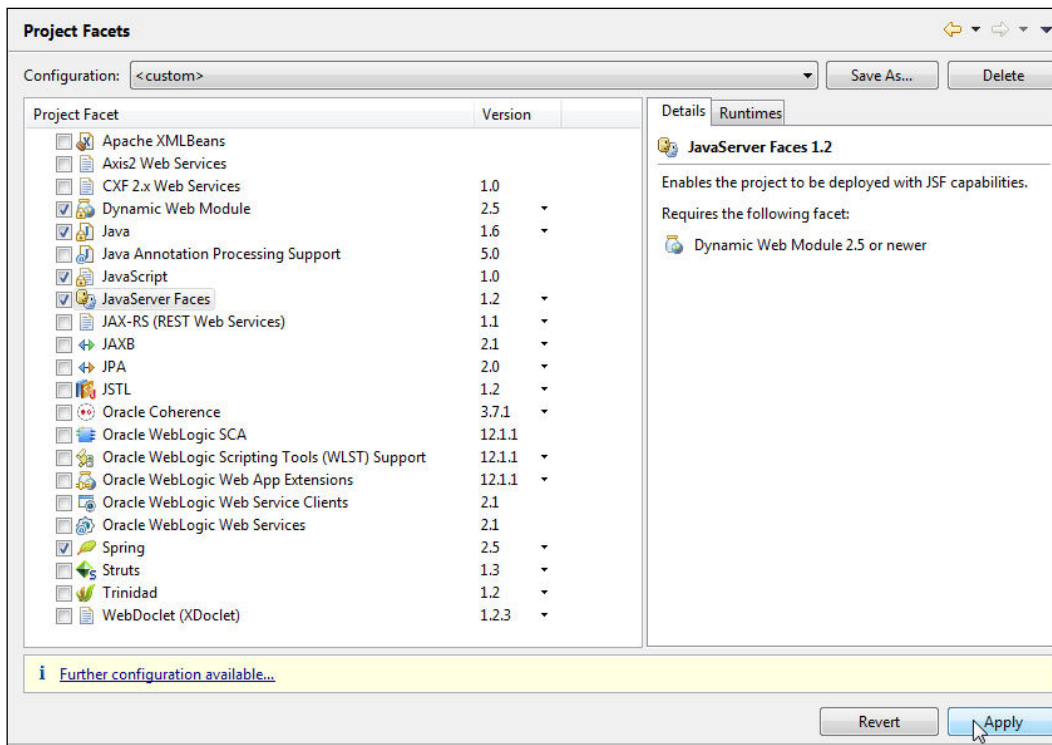 Project Facets
Configuration: <custom> Save As... Delete
Project Facet Version
Apache XMLBeans
Axis2 Web Services
CXF 2.x Web Services 1.0
Dynamic Web Module 2.5
Java 1.6
Java Annotation Processing Support 5.0
JavaScript 1.0
JavaServer Faces 1.2
JAX-RS (REST Web Services) 1.1
JAXB 2.1
JPA 2.0
JSTL 1.2
Oracle Coherence 3.7.1
Oracle WebLogic SCA 12.1.1
Oracle WebLogic Scripting Tools (WLST) Support 12.1.1
Oracle WebLogic Web App Extensions 12.1.1
Oracle WebLogic Web Service Clients 2.1
Oracle WebLogic Web Services 2.1
Spring 2.5
Struts 1.3
Trinidad 1.2
WebDoclet (XDoclet) 1.2.3
Details Runtimes
JavaServer Faces 1.2
Enables the project to be deployed with JSF capabilities.
Requires the following facet:
Dynamic Web Module 2.5 or newer
i Further configuration available...
Revert Apply